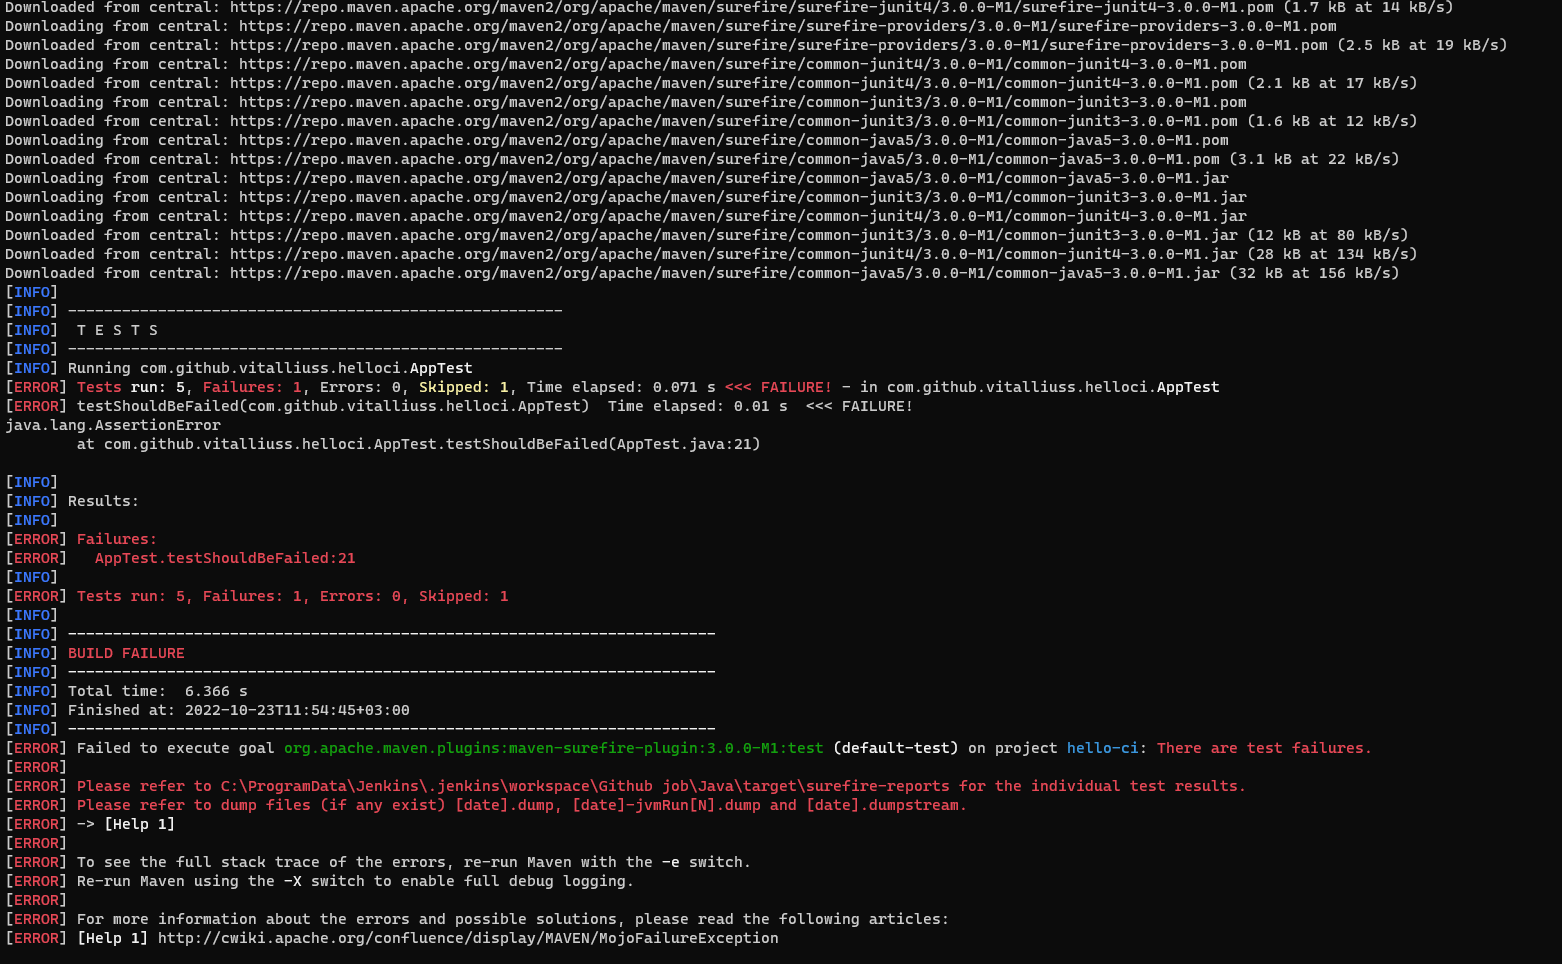 Downloaded from central: https://repo.maven.apache.org/maven2/org/apache/maven/surefire/surefire-junit4/3.0.0-M1/surefire-junit4-3.0.0-M1.pom (1.7 kB at 14 kB/s)
Downloading from central: https://repo.maven.apache.org/maven2/org/apache/maven/surefire/surefire-providers/3.0.0-M1/surefire-providers-3.0.0-M1.pom
Downloaded from central: https://repo.maven.apache.org/maven2/org/apache/maven/surefire/surefire-providers/3.0.0-M1/surefire-providers-3.0.0-M1.pom (2.5 kB at 19 kB/s)
Downloading from central: https://repo.maven.apache.org/maven2/org/apache/maven/surefire/common-junit4/3.0.0-M1/common-junit4-3.0.0-M1.pom
Downloaded from central: https://repo.maven.apache.org/maven2/org/apache/maven/surefire/common-junit4/3.0.0-M1/common-junit4-3.0.0-M1.pom (2.1 kB at 17 kB/s)
Downloading from central: https://repo.maven.apache.org/maven2/org/apache/maven/surefire/common-junit3/3.0.0-M1/common-junit3-3.0.0-M1.pom
Downloaded from central: https://repo.maven.apache.org/maven2/org/apache/maven/surefire/common-junit3/3.0.0-M1/common-junit3-3.0.0-M1.pom (1.6 kB at 12 kB/s)
Downloading from central: https://repo.maven.apache.org/maven2/org/apache/maven/surefire/common-java5/3.0.0-M1/common-java5-3.0.0-M1.pom
Downloaded from central: https://repo.maven.apache.org/maven2/org/apache/maven/surefire/common-java5/3.0.0-M1/common-java5-3.0.0-M1.pom (3.1 kB at 22 kB/s)
Downloading from central: https://repo.maven.apache.org/maven2/org/apache/maven/surefire/common-java5/3.0.0-M1/common-java5-3.0.0-M1.jar
Downloading from central: https://repo.maven.apache.org/maven2/org/apache/maven/surefire/common-junit3/3.0.0-M1/common-junit3-3.0.0-M1.jar
Downloading from central: https://repo.maven.apache.org/maven2/org/apache/maven/surefire/common-junit4/3.0.0-M1/common-junit4-3.0.0-M1.jar
Downloaded from central: https://repo.maven.apache.org/maven2/org/apache/maven/surefire/common-junit3/3.0.0-M1/common-junit3-3.0.0-M1.jar (12 kB at 80 kB/s)
Downloaded from central: https://repo.maven.apache.org/maven2/org/apache/maven/surefire/common-junit4/3.0.0-M1/common-junit4-3.0.0-M1.jar (28 kB at 134 kB/s)
Downloaded from central: https://repo.maven.apache.org/maven2/org/apache/maven/surefire/common-java5/3.0.0-M1/common-java5-3.0.0-M1.jar (32 kB at 156 kB/s)
[INFO]
[INFO] -------------------------------------------------------
[INFO]  T E S T S
[INFO] -------------------------------------------------------
[INFO] Running com.github.vitalliuss.helloci.AppTest
[ERROR] Tests run: 5, Failures: 1, Errors: 0, Skipped: 1, Time elapsed: 0.071 s <<< FAILURE! - in com.github.vitalliuss.helloci.AppTest
[ERROR] testShouldBeFailed(com.github.vitalliuss.helloci.AppTest)  Time elapsed: 0.01 s  <<< FAILURE!
java.lang.AssertionError
        at com.github.vitalliuss.helloci.AppTest.testShouldBeFailed(AppTest.java:21)

[INFO]
[INFO] Results:
[INFO]
[ERROR] Failures:
[ERROR]   AppTest.testShouldBeFailed:21
[INFO]
[ERROR] Tests run: 5, Failures: 1, Errors: 0, Skipped: 1
[INFO]
[INFO] ------------------------------------------------------------------------
[INFO] BUILD FAILURE
[INFO] ------------------------------------------------------------------------
[INFO] Total time:  6.366 s
[INFO] Finished at: 2022-10-23T11:54:45+03:00
[INFO] ------------------------------------------------------------------------
[ERROR] Failed to execute goal org.apache.maven.plugins:maven-surefire-plugin:3.0.0-M1:test (default-test) on project hello-ci: There are test failures.
[ERROR]
[ERROR] Please refer to C:\ProgramData\Jenkins\.jenkins\workspace\Github job\Java\target\surefire-reports for the individual test results.
[ERROR] Please refer to dump files (if any exist) [date].dump, [date]-jvmRun[N].dump and [date].dumpstream.
[ERROR] -> [Help 1]
[ERROR]
[ERROR] To see the full stack trace of the errors, re-run Maven with the -e switch.
[ERROR] Re-run Maven using the -X switch to enable full debug logging.
[ERROR]
[ERROR] For more information about the errors and possible solutions, please read the following articles:
[ERROR] [Help 1] http://cwiki.apache.org/confluence/display/MAVEN/MojoFailureException